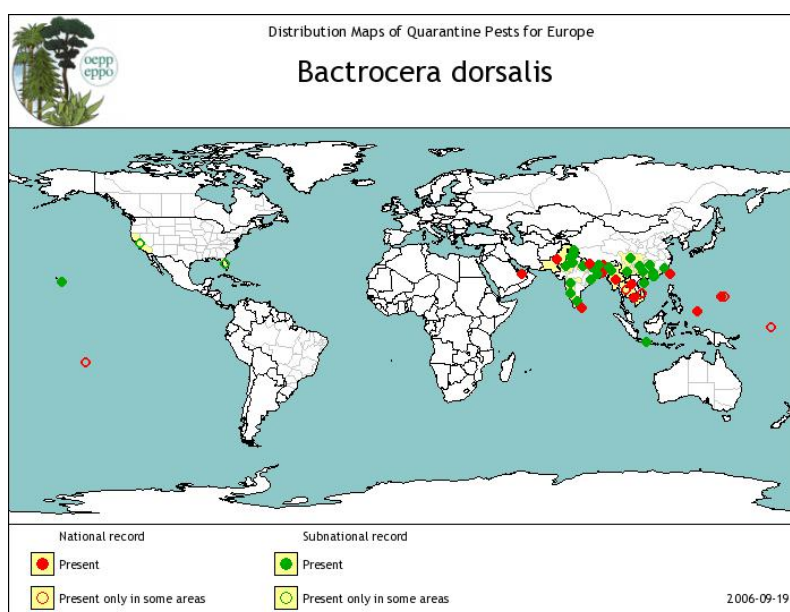 oepp
eppo
Distribution Maps of Quarantine Pests for Europe
Bactrocera dorsalis
National record
Subnational record
Present
Present
Present only in some areas
Present only in some areas
2006-09-19